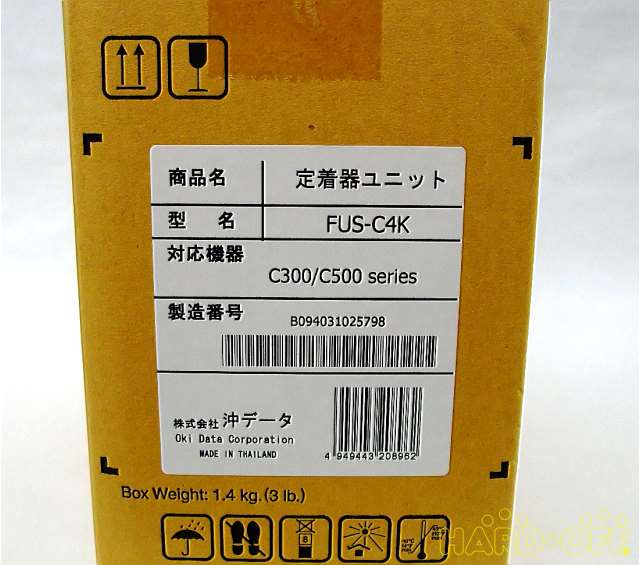 商品名 定着器ユニット
型 名 FUS-C4K
対応機器
C300/C500 series
製造番号
B094031025798
株式会社 沖データ
Oki Data Corporation
MADE IN THAILAND
4 949443 208962
Box Weight: 1.4 kg. (3 lb.)
8
HARD-OFF